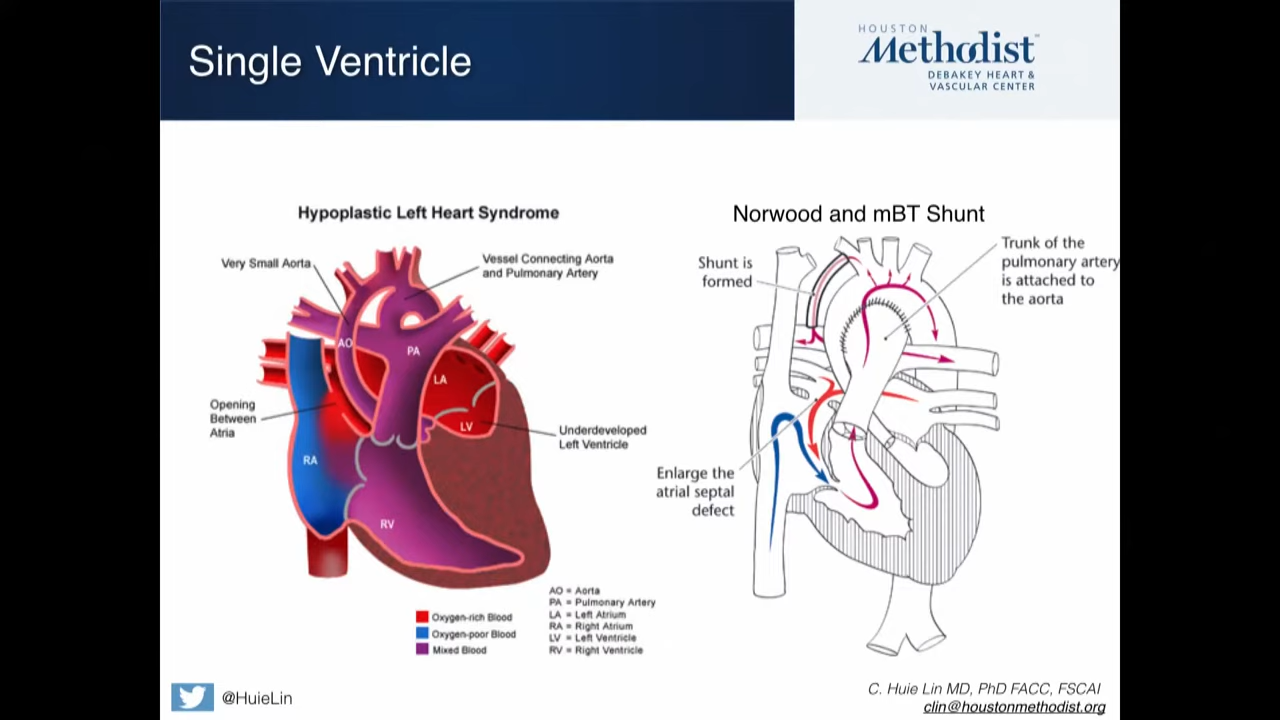 Single Ventricle
HOUSTON
Methodist
DEBAKEY HEART &
VASCULAR CENTER
Hypoplastic Left Heart Syndrome
Very Small Aorta
Vessel Connecting Aorta
and Pulmonary Artery
AO
PA
LA
LV
Opening
Between
Atria
Underdeveloped
Left Ventricle
RA
RV
Oxygen-rich Blood
Oxygen-poor Blood
Mixed Blood
AO = Aorta
PA = Pulmonary Artery
LA = Left Atrium
RA = Right Atrium
LV = Left Ventricle
RV = Right Ventricle
Norwood and mBT Shunt
Shunt is
formed
Trunk of the
pulmonary artery
is attached to
the aorta
Enlarge the
atrial septal
defect
@HuieLin
C. Huie Lin MD, PhD FACC, FSCAI
clin@houstonmethodist.org